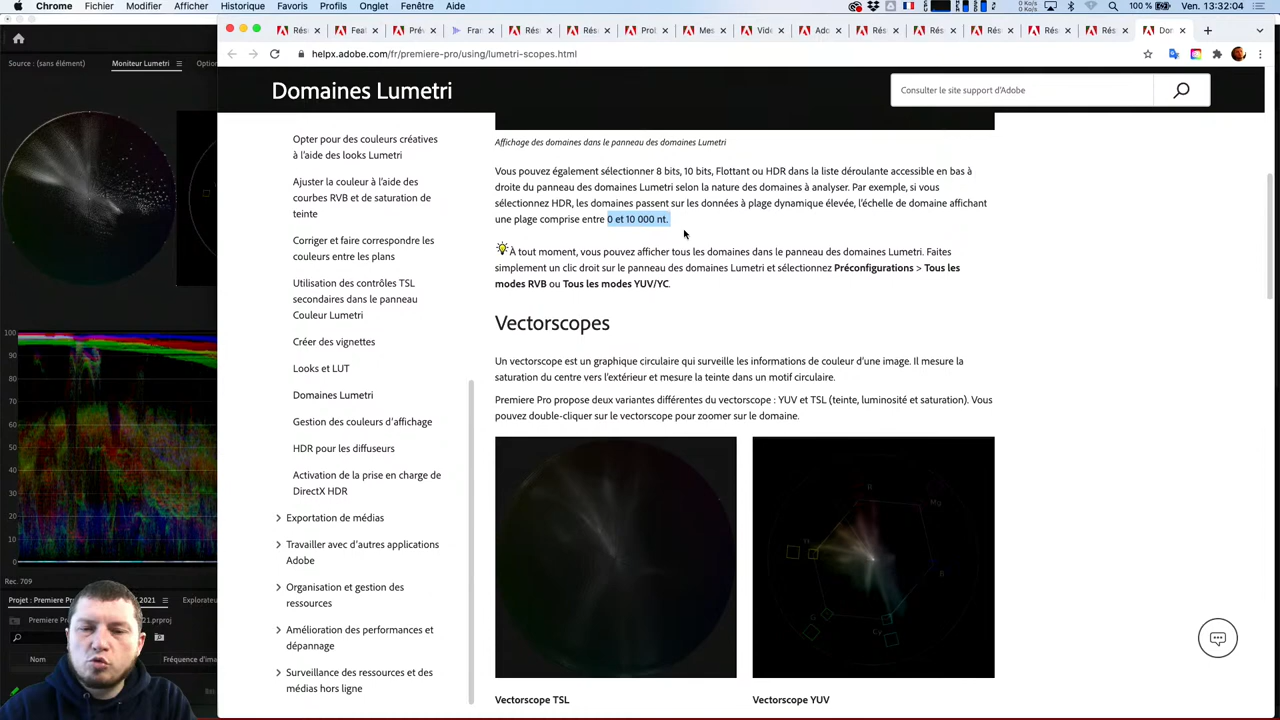 Chrome Fichier Modifier Afficher Historique Favoris Profils Onglet Fenêtre Aide
100 % Ven. 13:32:04
helpx.adobe.com/fr/premiere-pro/using/lumetri-scopes.html
Source : (sans élément) Moniteur Lumetri
Domaines Lumetri
Consulter le site support d'Adobe
Opter pour des couleurs créatives
à l'aide des looks Lumetri
Ajuster la couleur à l'aide des
courbes RVB et de saturation de
teinte
Corriger et faire correspondre les
couleurs entre les plans
Utilisation des contrôles TSL
secondaires dans le panneau
Couleur Lumetri
Créer des vignettes
Looks et LUT
Domaines Lumetri
Gestion des couleurs d'affichage
HDR pour les diffuseurs
Activation de la prise en charge de
DirectX HDR
Exportation de médias
Travailler avec d'autres applications
Adobe
Organisation et gestion des
ressources
Amélioration des performances et
dépannage
Surveillance des ressources et des
médias hors ligne
Affichage des domaines dans le panneau des domaines Lumetri
Vous pouvez également sélectionner 8 bits, 10 bits, Flottant ou HDR dans la liste déroulante accessible en bas à
droite du panneau des domaines Lumetri selon la nature des domaines à analyser. Par exemple, si vous
sélectionnez HDR, les domaines passent sur les données à plage dynamique élevée, l'échelle de domaine affichant
une plage comprise entre 0 et 10 000 nt.
À tout moment, vous pouvez afficher tous les domaines dans le panneau des domaines Lumetri. Faites
simplement un clic droit sur le panneau des domaines Lumetri et sélectionnez Préconfigurations > Tous les
modes RVB ou Tous les modes YUV/YC.
Vectorscopes
Un vectorscope est un graphique circulaire qui surveille les informations de couleur d'une image. Il mesure la
saturation du centre vers l'extérieur et mesure la teinte dans un motif circulaire.
Premiere Pro propose deux variantes différentes du vectorscope : YUV et TSL (teinte, luminosité et saturation). Vous
pouvez double-cliquer sur le vectorscope pour zoomer sur le domaine.
Vectorscope TSL
Vectorscope YUV
100
90
80
70
60
50
40
30
20
10
0
Rec. 709
2021
Nom